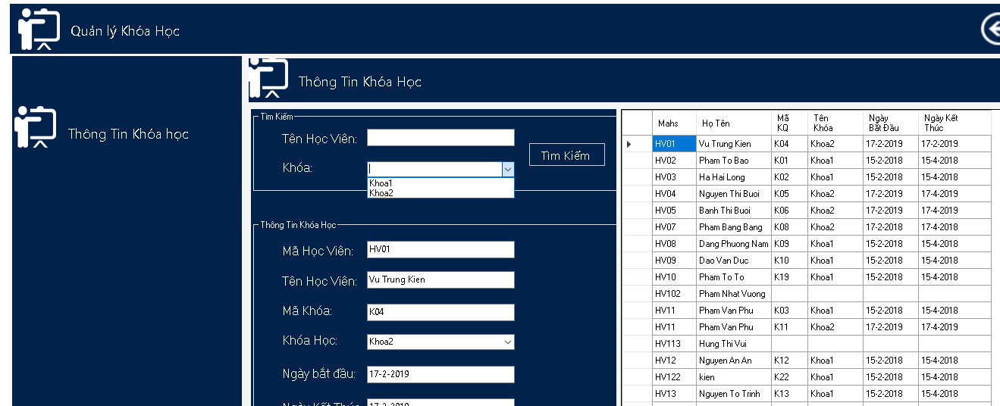 Quản lý Khóa Học
Thông Tin Khóa học
Thông Tin Khóa Học
Tìm Kiếm
Tên Học Viên:
Khóa:
Khoa1
Khoa2
Tìm Kiếm
Thông Tin Khóa Học
Mã Học Viên: HV01
Tên Học Viên: Vu Trung Kien
Mã Khóa: K04
Khóa Học: Khoa2
Ngày bắt đầu: 17-2-2019
Ngày Kết Thúc 17-2-2019
Mahs Họ Tên Mã KQ Tên Khóa Ngày Bắt Đầu Ngày Kết Thúc
HV01 Vu Trung Kien K04 Khoa2 17-2-2019 17-2-2019
HV02 Pham To Bao K01 Khoa1 15-2-2018 15-4-2018
HV03 Ha Hai Long K02 Khoa1 15-2-2018 15-4-2018
HV04 Nguyen Thi Buoi K05 Khoa2 17-2-2019 17-4-2019
HV05 Banh Thi Buoi K06 Khoa2 17-2-2019 17-4-2019
HV07 Pham Bang Bang K08 Khoa2 17-2-2018 17-4-2018
HV08 Dang Phuong Nam K09 Khoa1 15-2-2018 15-4-2018
HV09 Dao Van Duc K10 Khoa1 15-2-2018 15-4-2018
HV10 Pham To To K19 Khoa1 15-2-2018 15-4-2018
HV102 Pham Nhat Vuong
HV11 Pham Van Phu K03 Khoa1 15-2-2018 15-4-2018
HV11 Pham Van Phu K11 Khoa2 17-2-2019 17-4-2019
HV113 Hung Thi Vui
HV12 Nguyen An An K12 Khoa1 15-2-2018 15-4-2018
HV122 kien K22 Khoa1 15-2-2018 15-4-2018
HV13 Nguyen To Trinh K13 Khoa1 15-2-2018 15-4-2018